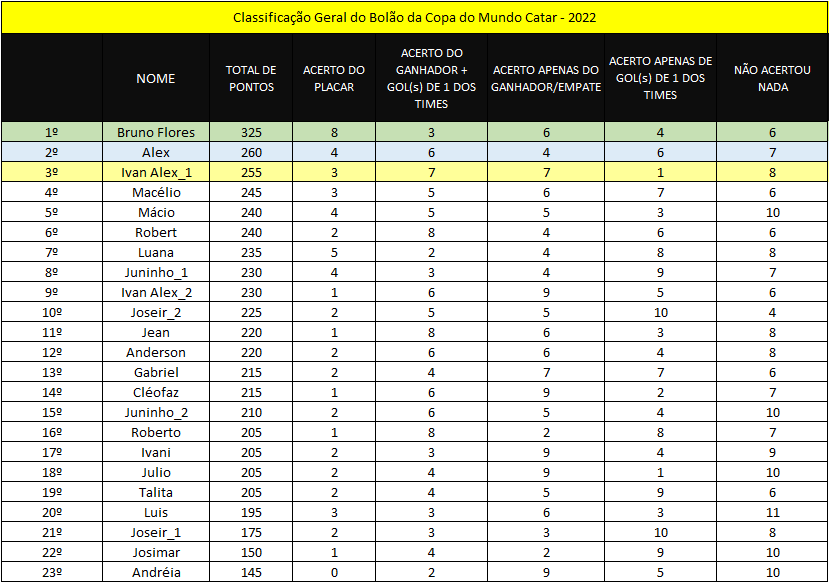 Classificação Geral do Bolão da Copa do Mundo Catar - 2022
NOME
TOTAL DE PONTOS
ACERTO DO PLACAR
ACERTO DO GANHADOR + GOL(s) DE 1 DOS TIMES
ACERTO APENAS DO GANHADOR/EMPATE
ACERTO APENAS DE GOL(s) DE 1 DOS TIMES
NÃO ACERTOU NADA
1º Bruno Flores 325 8 3 6 4 6
2º Alex 260 4 6 4 6 7
3º Ivan Alex_1 255 3 7 7 1 8
4º Macélio 245 3 5 6 7 6
5º Mácio 240 4 5 5 3 10
6º Robert 240 2 8 4 6 6
7º Luana 235 5 2 4 8 8
8º Juninho_1 230 4 3 4 9 7
9º Ivan Alex_2 230 1 6 9 5 6
10º Joseir_2 225 2 5 5 10 4
11º Jean 220 1 8 6 3 8
12º Anderson 220 2 6 6 4 8
13º Gabriel 215 2 4 7 7 6
14º Cléofaz 215 1 6 9 2 7
15º Juninho_2 210 2 6 5 4 10
16º Roberto 205 1 8 2 8 7
17º Ivani 205 2 3 9 4 9
18º Julio 205 2 4 9 1 10
19º Talita 205 2 4 5 9 6
20º Luis 195 3 3 6 3 11
21º Joseir_1 175 2 3 3 10 8
22º Josimar 150 1 4 2 9 10
23º Andréia 145 0 2 9 5 10